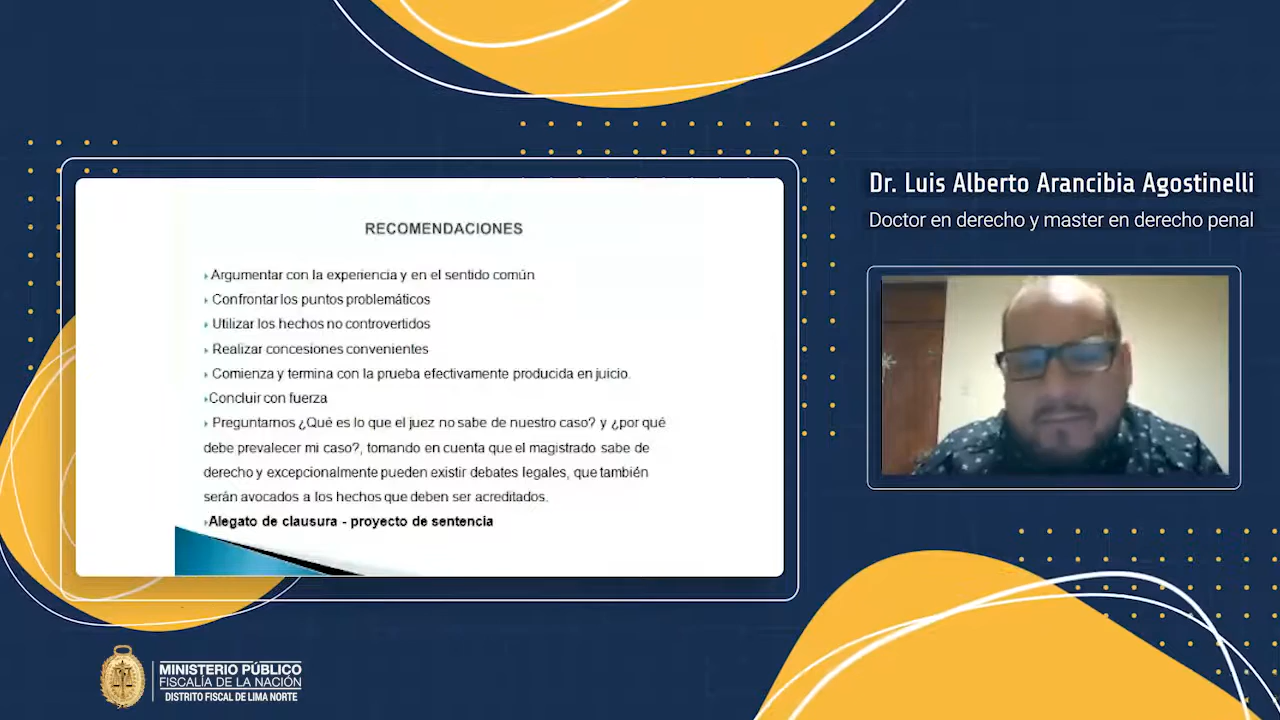 RECOMENDACIONES
Argumentar con la experiencia y en el sentido común
Confrontar los puntos problemáticos
Utilizar los hechos no controvertidos
Realizar concesiones convenientes
Comienza y termina con la prueba efectivamente producida en juicio.
Concluir con fuerza
Preguntarnos ¿Qué es lo que el juez no sabe de nuestro caso? y ¿por qué
debe prevalecer mi caso?, tomando en cuenta que el magistrado sabe de
derecho y excepcionalmente pueden existir debates legales, que también
serán avocados a los hechos que deben ser acreditados.
Alegato de clausura - proyecto de sentencia
Dr. Luis Alberto Arancibia Agostinelli
Doctor en derecho y master en derecho penal
MINISTERIO PÚBLICO
FISCALÍA DE LA NACIÓN
DISTRITO FISCAL DE LIMA NORTE